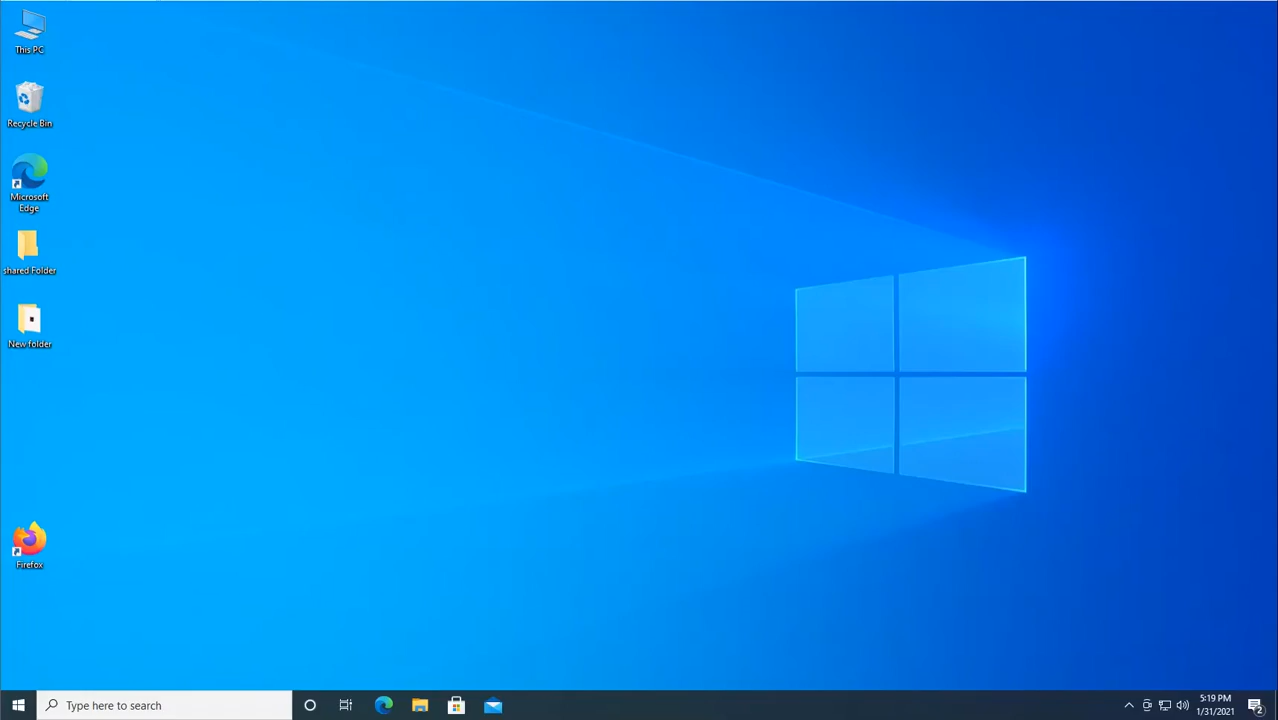 This PC
Recycle Bin
Microsoft
Edge
shared Folder
New folder
Firefox
Type here to search
5:19 PM
1/31/2021
2